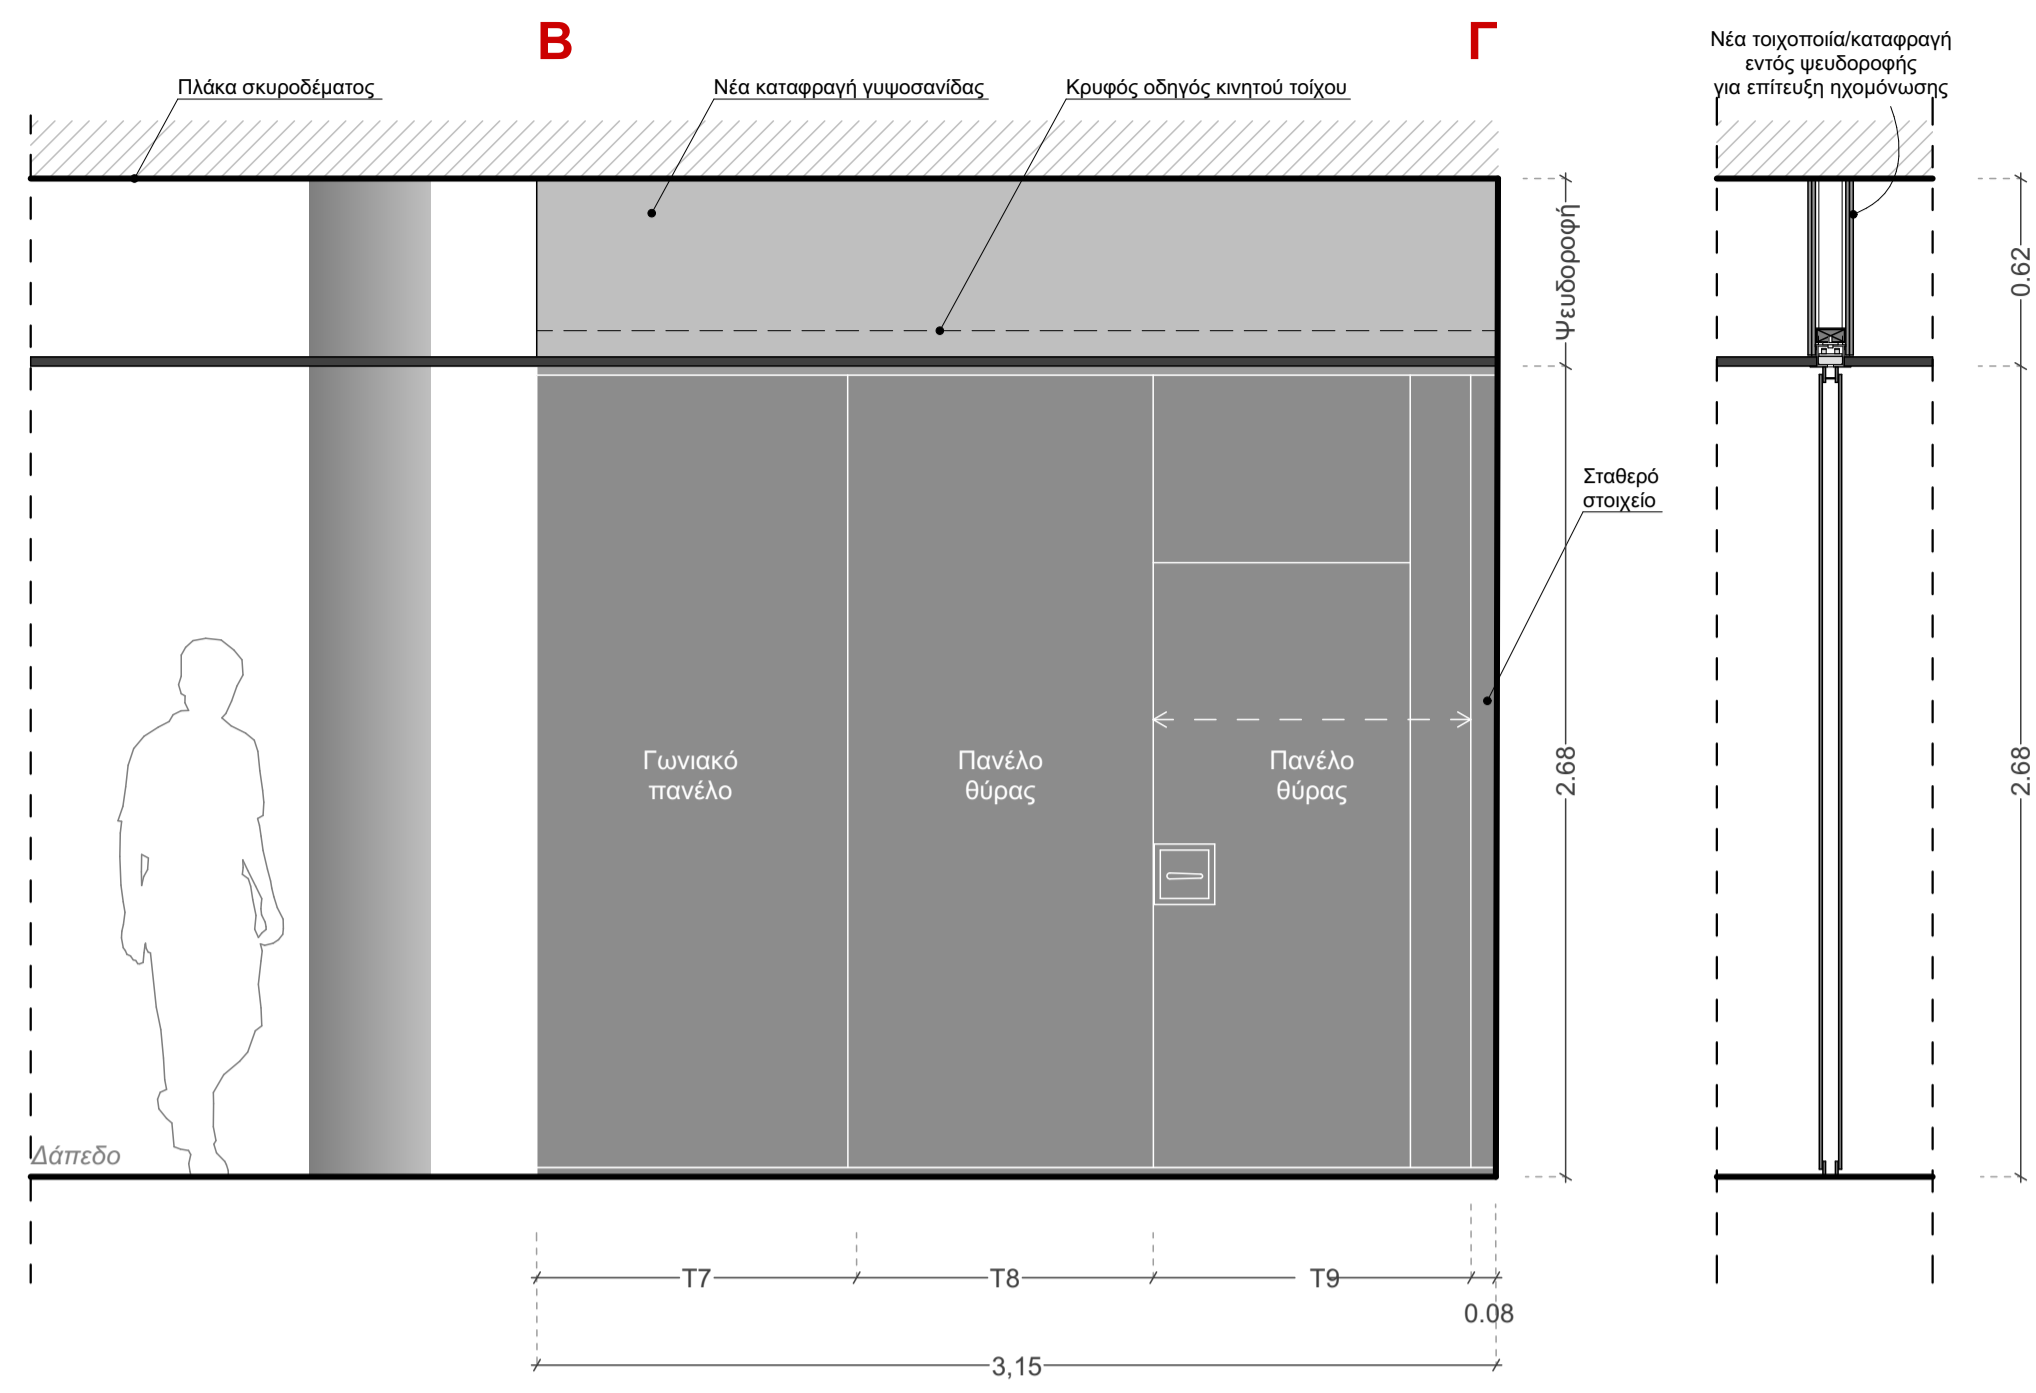 Β
Γ
Πλάκα σκυροδέματος
Νέα καταφραγή γυψοσανίδας
Κρυφός οδηγός κινητού τοίχου
Νέα τοιχοποιία/καταφραγή
εντός ψευδοροφής
για επίτευξη ηχομόνωσης
Ψευδοροφή
0.62
Σταθερό
στοιχείο
Γωνιακό
πανέλο
Πανέλο
θύρας
Πανέλο
θύρας
2.68
2.68
Δάπεδο
T7
T8
T9
0.08
3,15